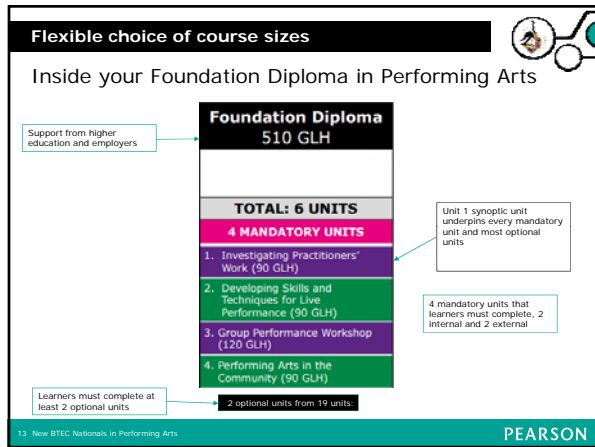 Flexible choice of course sizes
Inside your Foundation Diploma in Performing Arts
Support from higher
education and employers
Foundation Diploma
510 GLH
TOTAL: 6 UNITS
4 MANDATORY UNITS
1. Investigating Practitioners'
Work (90 GLH)
2. Developing Skills and
Techniques for Live
Performance (90 GLH)
3. Group Performance Workshop
(120 GLH)
4. Performing Arts in the
Community (90 GLH)
2 optional units from 19 units:
Unit 1 synoptic unit
underpins every mandatory
unit and most optional
units
4 mandatory units that
learners must complete, 2
internal and 2 external
Learners must complete at
least 2 optional units
13 New BTEC Nationals in Performing Arts
PEARSON